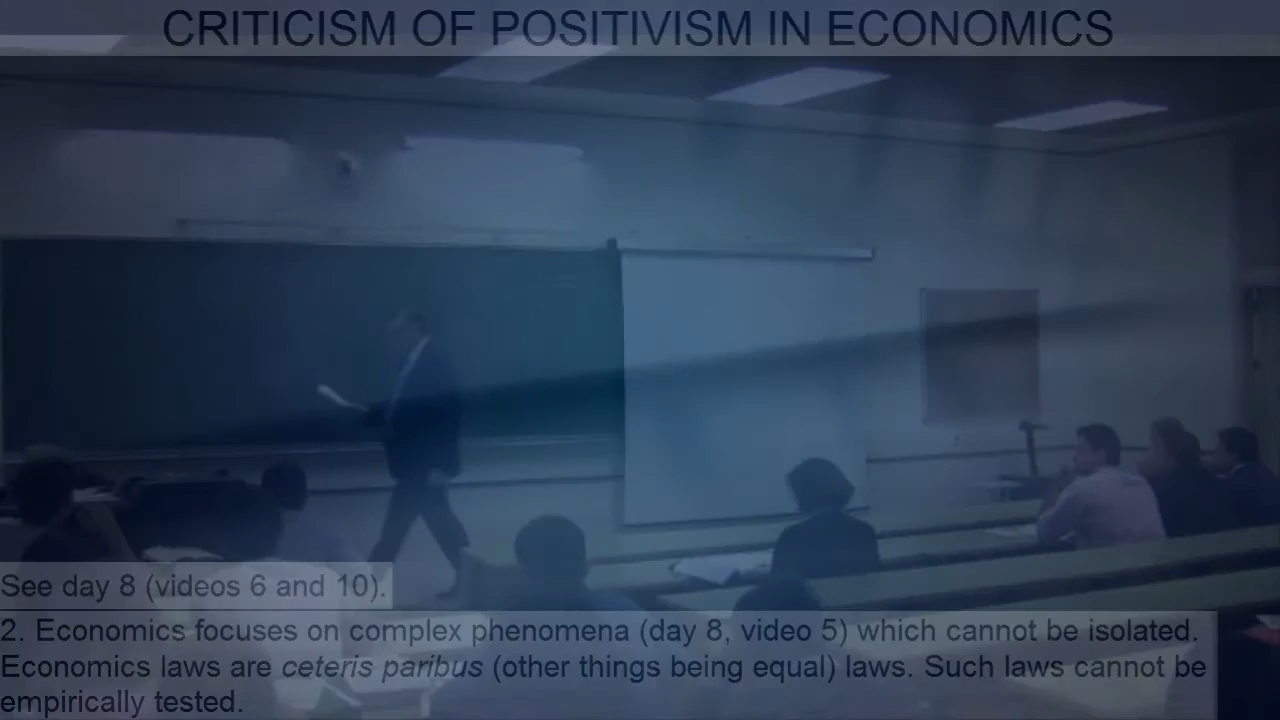 CRITICISM OF POSITIVISM IN ECONOMICS
See day 8 (videos 6 and 10).
2. Economics focuses on complex phenomena (day 8, video 5) which cannot be isolated.
Economics laws are ceteris paribus (other things being equal) laws. Such laws cannot be
empirically tested.